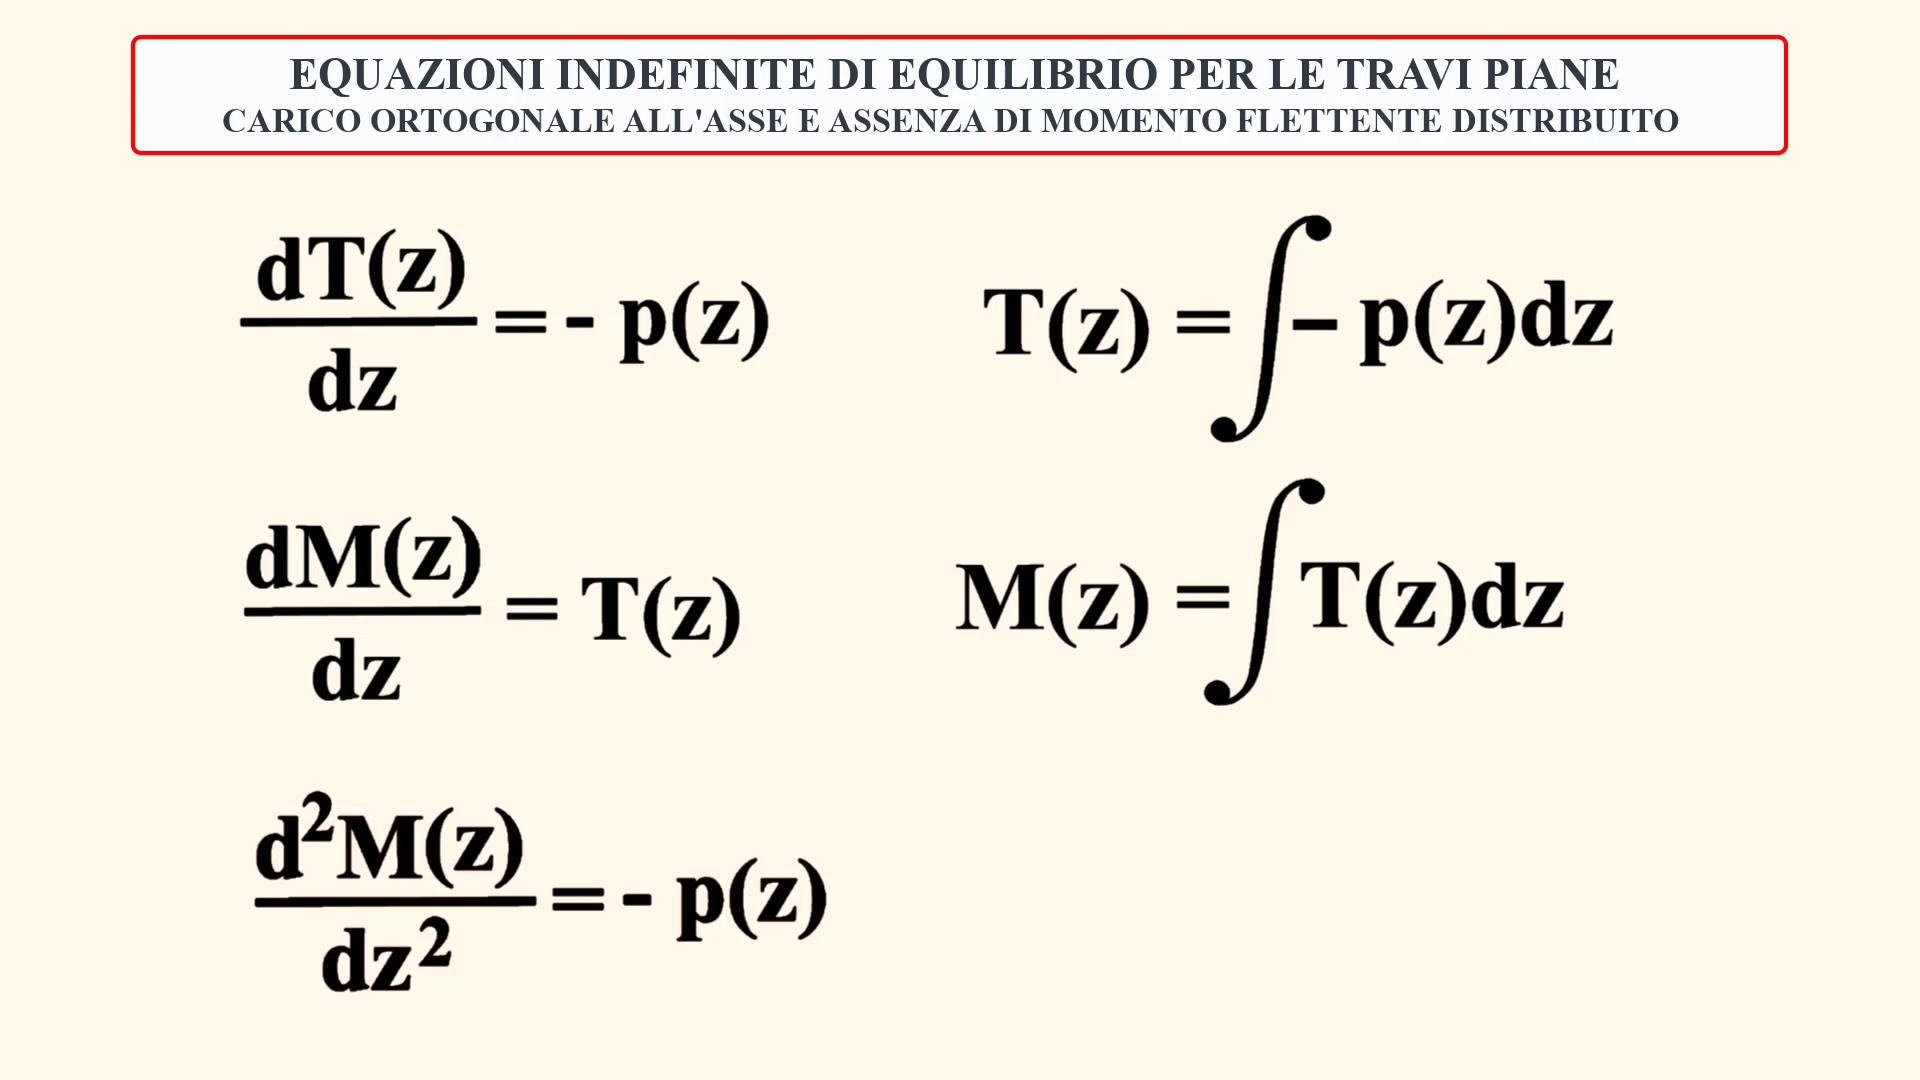 EQUAZIONI INDEFINITE DI EQUILIBRIO PER LE TRAVI PIANE
CARICO ORTOGONALE ALL'ASSE E ASSENZA DI MOMENTO FLETTENTE DISTRIBUITO
dT(z)/dz = - p(z)
T(z) = ∫ – p(z)dz
dM(z)/dz = T(z)
M(z) = ∫ T(z)dz
d²M(z)/dz² = - p(z)